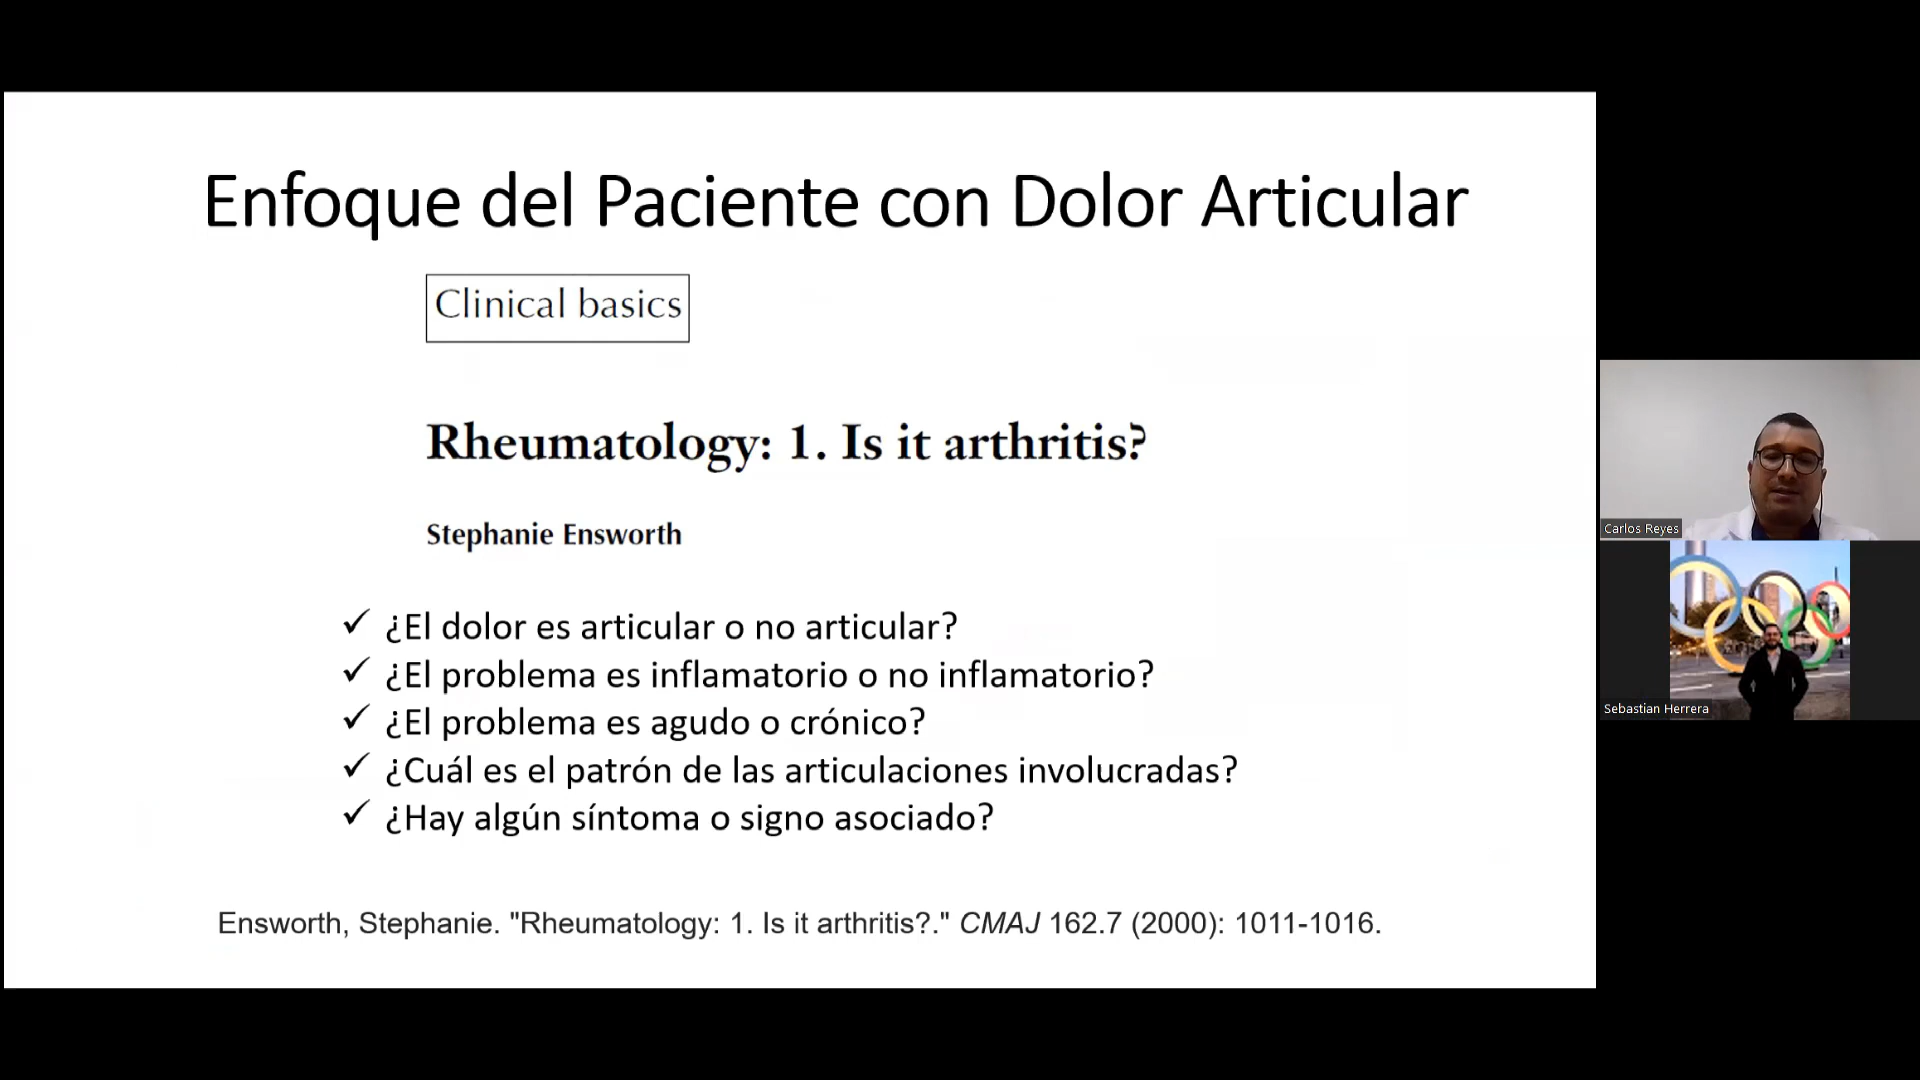 Enfoque del Paciente con Dolor Articular
Clinical basics
Rheumatology: 1. Is it arthritis?
Stephanie Ensworth
✓ ¿El dolor es articular o no articular?
✓ ¿El problema es inflamatorio o no inflamatorio?
✓ ¿El problema es agudo o crónico?
✓ ¿Cuál es el patrón de las articulaciones involucradas?
✓ ¿Hay algún síntoma o signo asociado?
Ensworth, Stephanie. "Rheumatology: 1. Is it arthritis?." CMAJ 162.7 (2000): 1011-1016.
Carlos Reyes
Sebastian Herrera